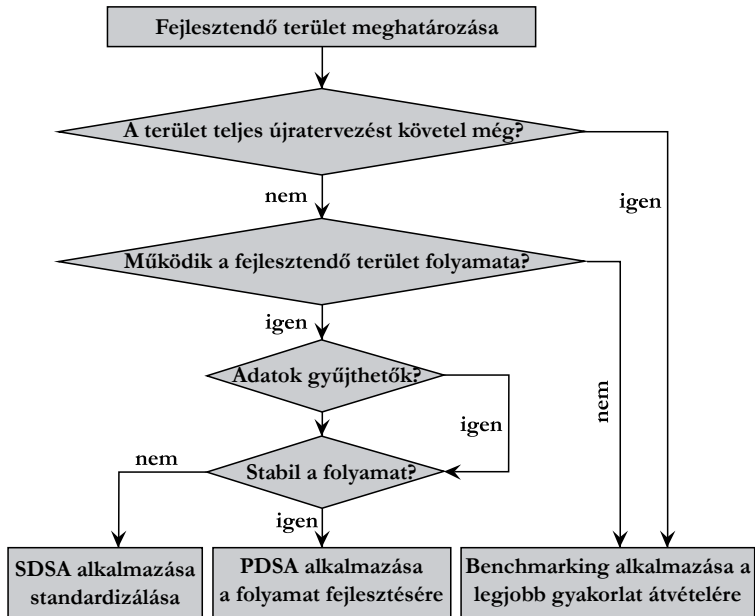 Fejlesztendő terület meghatározása
A terület teljes újratervezést követel még?
nem
igen
Működik a fejlesztendő terület folyamata?
igen
nem
Adatok gyűjthetők?
igen
nem
Stabil a folyamat?
igen
SDSA alkalmazása
standardizálása
PDSA alkalmazása
a folyamat fejlesztésére
Benchmarking alkalmazása a
legjobb gyakorlat átvételére